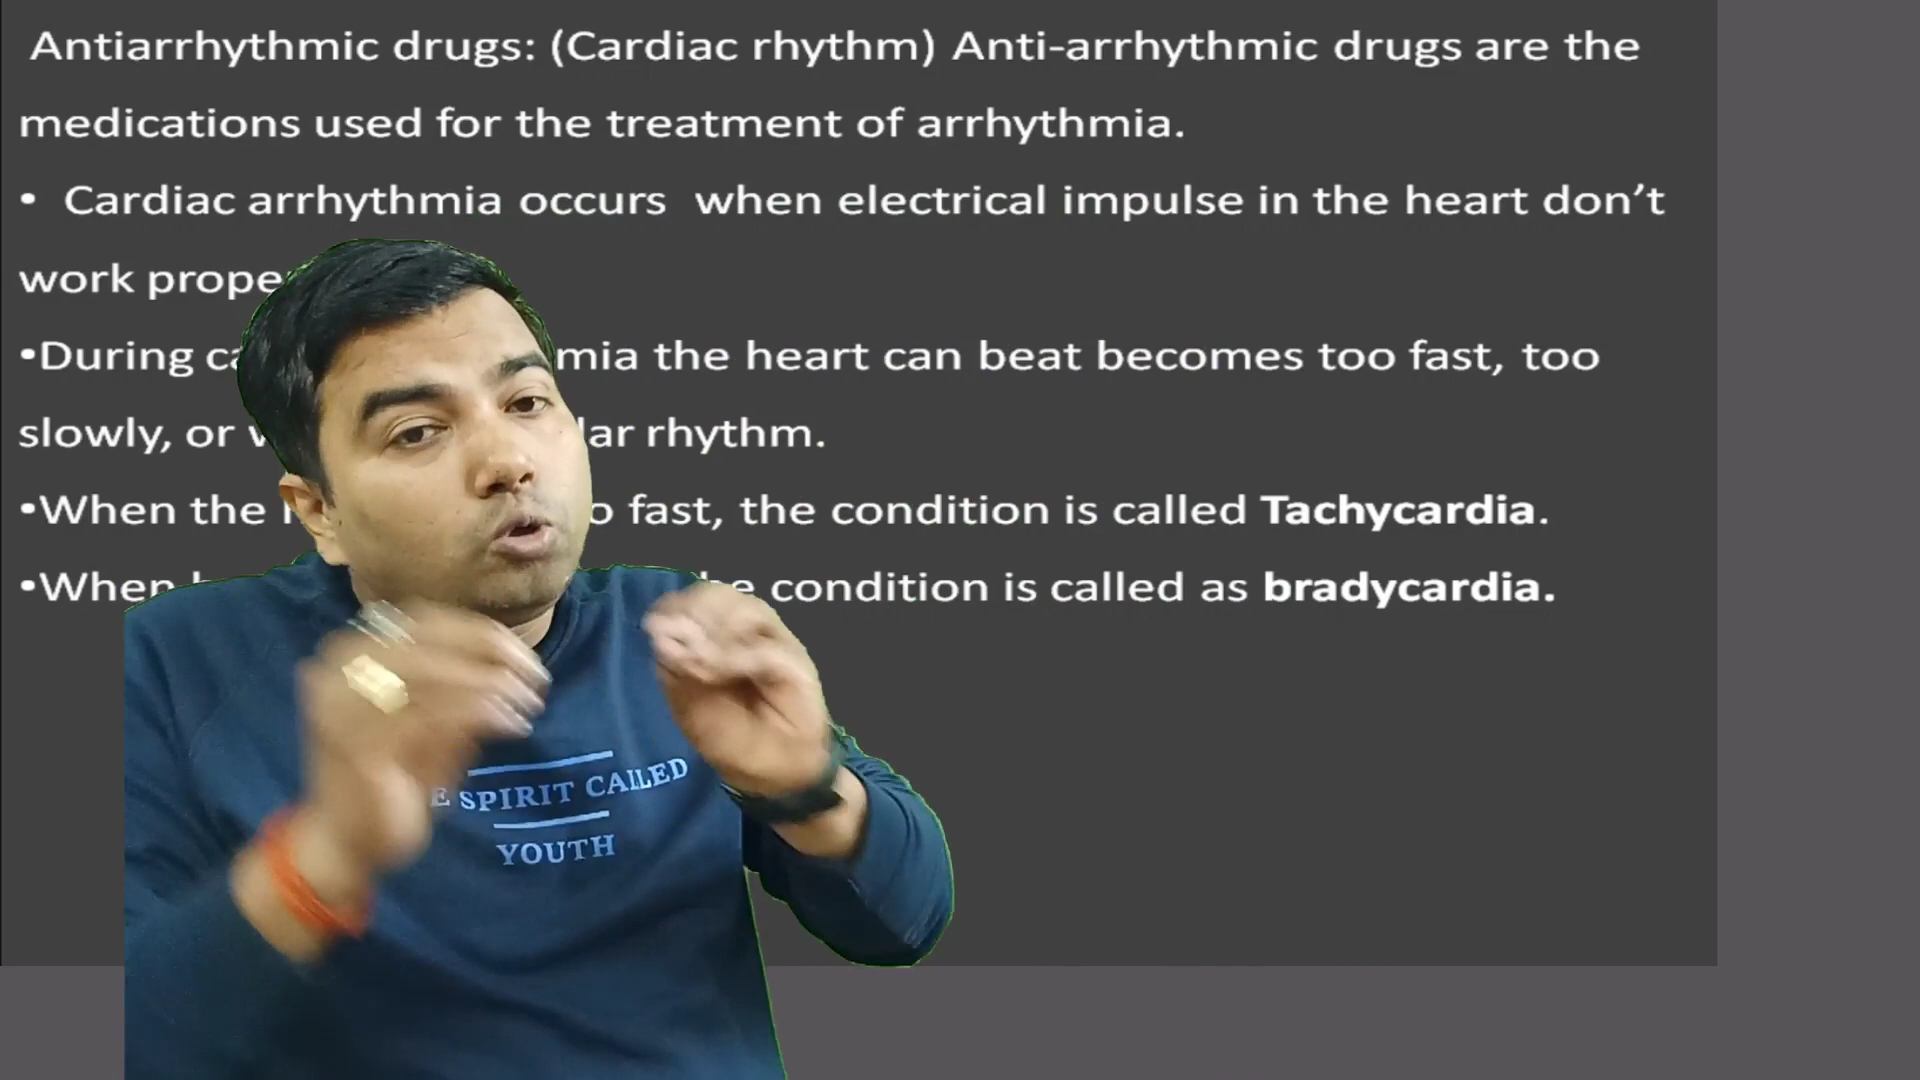 Antiarrhythmic drugs: (Cardiac rhythm) Anti-arrhythmic drugs are the
medications used for the treatment of arrhythmia.
• Cardiac arrhythmia occurs when electrical impulse in the heart don’t
work
•During mia the heart can beat becomes too fast, too
slowly, or lar rhythm.
•When the fast, the condition is called Tachycardia.
•When condition is called as bradycardia.
SPIRIT CALLED
YOUTH